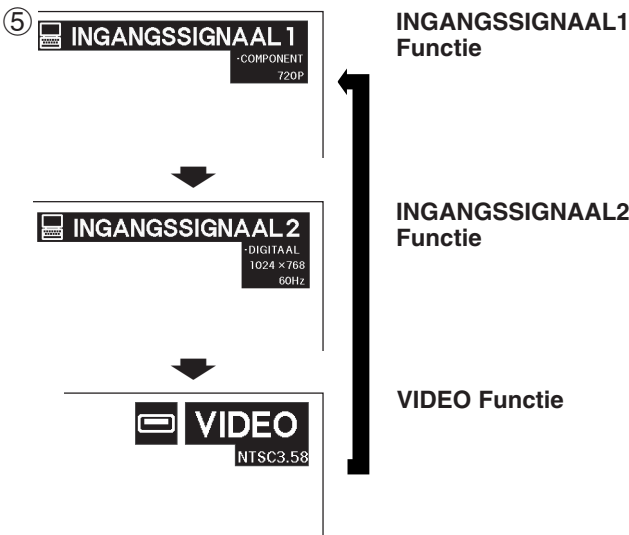 ⑤
INGANGSSIGNAAL 1
·COMPONENT
720P
INGANGSSIGNAAL1
Functie
INGANGSSIGNAAL 2
·DIGITAAL
1024 ×768
60Hz
INGANGSSIGNAAL2
Functie
VIDEO
NTSC3.58
VIDEO Functie